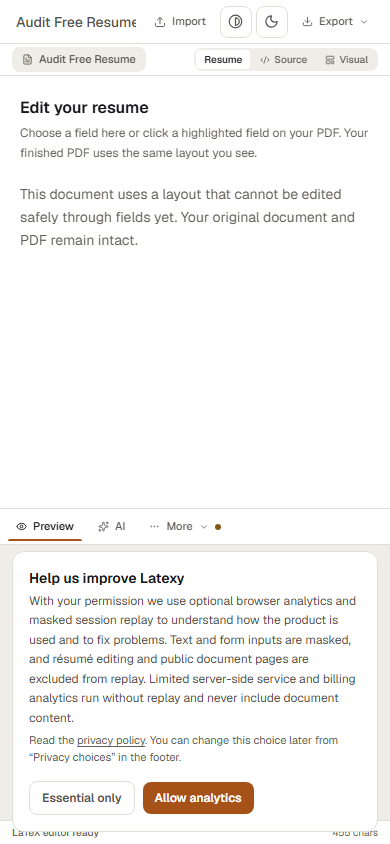 Audit Free Resume
Import
Export
Audit Free Resume
Resume
Source
Visual
Edit your resume
Choose a field here or click a highlighted field on your PDF. Your
finished PDF uses the same layout you see.
This document uses a layout that cannot be edited
safely through fields yet. Your original document and
PDF remain intact.
Preview
AI
More
Help us improve Latexy
With your permission we use optional browser analytics and
masked session replay to understand how the product is
used and to fix problems. Text and form inputs are masked,
and résumé editing and public document pages are
excluded from replay. Limited server-side service and billing
analytics run without replay and never include document
content.
Read the privacy policy. You can change this choice later from
“Privacy choices” in the footer.
Essential only
Allow analytics
LaTeX editor ready
455 chars